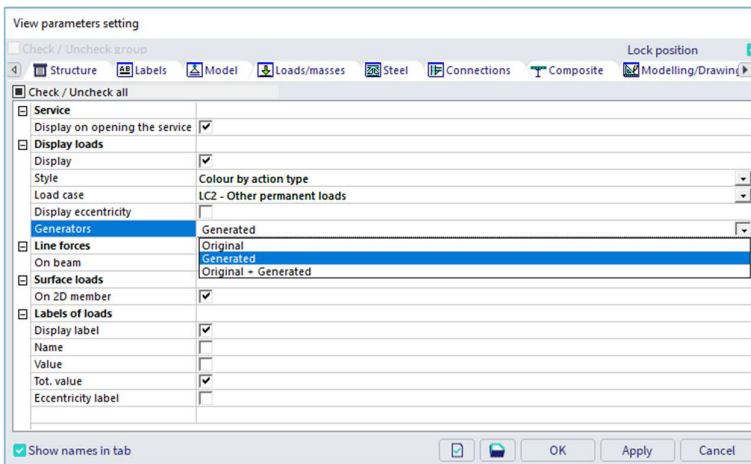 View parameters setting
Check / Uncheck group Lock position
Structure Labels Model Loads/masses Steel Connections Composite Modelling/Drawing
Check / Uncheck all
Service
Display on opening the service
Display loads
Display
Style Colour by action type
Load case LC2 - Other permanent loads
Display eccentricity
Generators Generated
Line forces Original
Generated
On beam
Original + Generated
Surface loads
On 2D member
Labels of loads
Display label
Name
Value
Tot. value
Eccentricity label
Show names in tab OK Apply Cancel